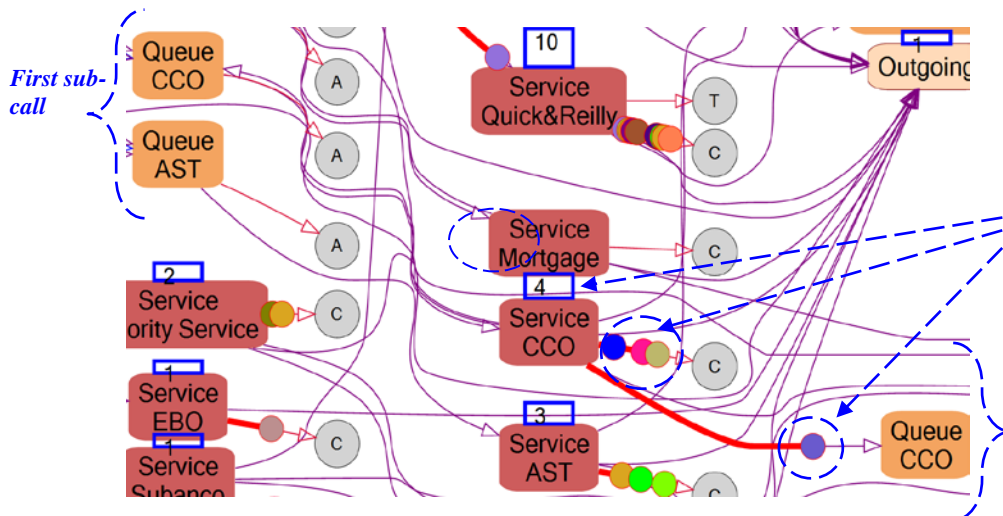 First sub-
call
Queue
CCO
Queue
AST
A
A
A
10
Service
Quick&Reilly
T
C
1
Outgoing
Service
Mortgage
C
2
Service
ority Service
C
4
Service
CCO
C
1
Service
EBO
C
1
Service
Subanco
3
Service
AST
C
Queue
CCO